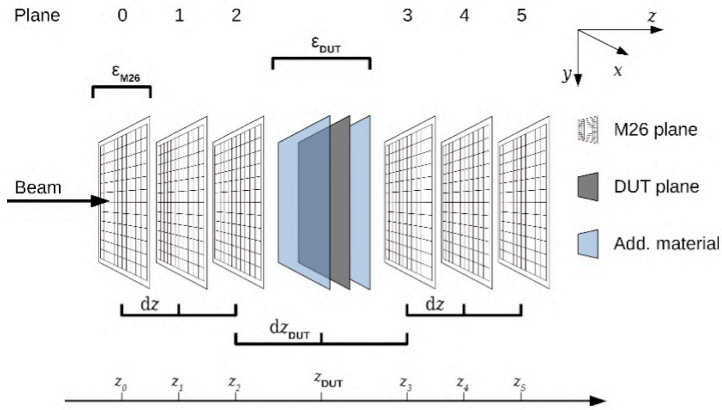 Plane 0 1 2 3 4 5
z
ε_DUT
x
y
ε_M26
M26 plane
Beam
DUT plane
Add. material
dz dz
dz_DUT
z_0 z_1 z_2 z_DUT z_3 z_4 z_5